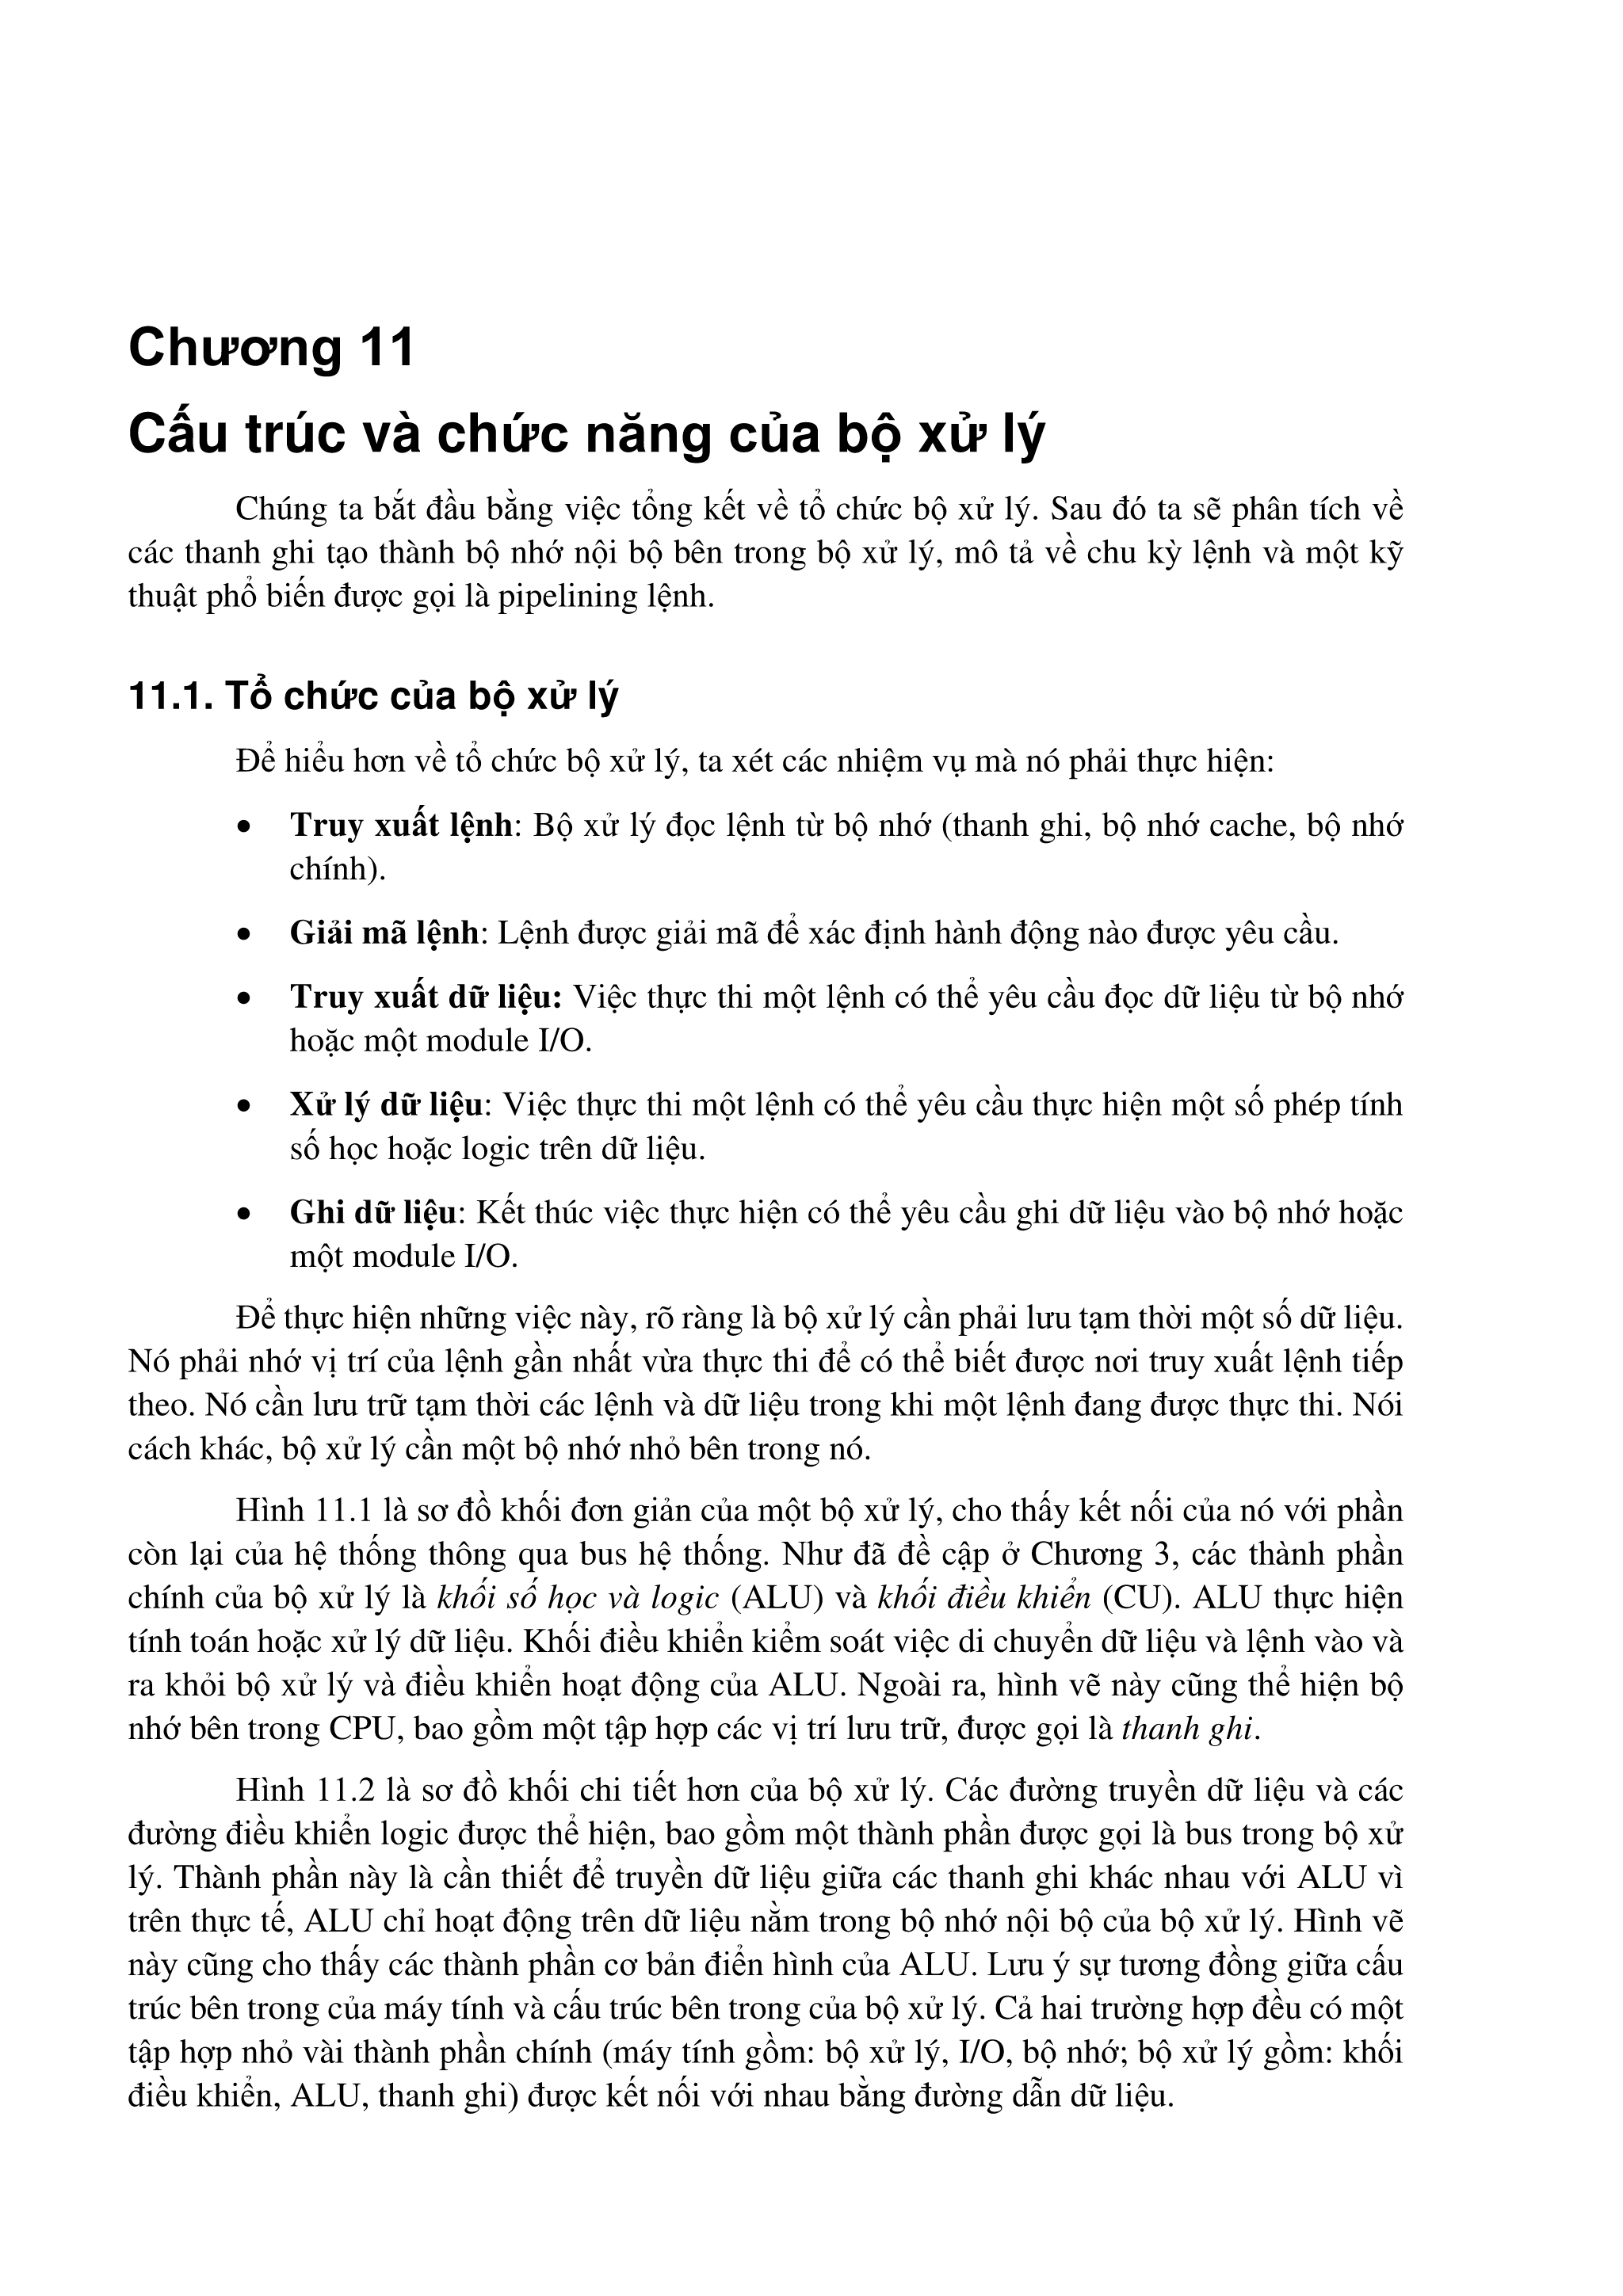 Chương 11
Cấu trúc và chức năng của bộ xử lý
Chúng ta bắt đầu bằng việc tổng kết về tổ chức bộ xử lý. Sau đó ta sẽ phân tích về
các thanh ghi tạo thành bộ nhớ nội bộ bên trong bộ xử lý, mô tả về chu kỳ lệnh và một kỹ
thuật phổ biến được gọi là pipelining lệnh.
11.1. Tổ chức của bộ xử lý
Để hiểu hơn về tổ chức bộ xử lý, ta xét các nhiệm vụ mà nó phải thực hiện:
• Truy xuất lệnh: Bộ xử lý đọc lệnh từ bộ nhớ (thanh ghi, bộ nhớ cache, bộ nhớ
chính).
• Giải mã lệnh: Lệnh được giải mã để xác định hành động nào được yêu cầu.
• Truy xuất dữ liệu: Việc thực thi một lệnh có thể yêu cầu đọc dữ liệu từ bộ nhớ
hoặc một module I/O.
• Xử lý dữ liệu: Việc thực thi một lệnh có thể yêu cầu thực hiện một số phép tính
số học hoặc logic trên dữ liệu.
• Ghi dữ liệu: Kết thúc việc thực hiện có thể yêu cầu ghi dữ liệu vào bộ nhớ hoặc
một module I/O.
Để thực hiện những việc này, rõ ràng là bộ xử lý cần phải lưu tạm thời một số dữ liệu.
Nó phải nhớ vị trí của lệnh gần nhất vừa thực thi để có thể biết được nơi truy xuất lệnh tiếp
theo. Nó cần lưu trữ tạm thời các lệnh và dữ liệu trong khi một lệnh đang được thực thi. Nói
cách khác, bộ xử lý cần một bộ nhớ nhỏ bên trong nó.
Hình 11.1 là sơ đồ khối đơn giản của một bộ xử lý, cho thấy kết nối của nó với phần
còn lại của hệ thống thông qua bus hệ thống. Như đã đề cập ở Chương 3, các thành phần
chính của bộ xử lý là khối số học và logic (ALU) và khối điều khiển (CU). ALU thực hiện
tính toán hoặc xử lý dữ liệu. Khối điều khiển kiểm soát việc di chuyển dữ liệu và lệnh vào và
ra khỏi bộ xử lý và điều khiển hoạt động của ALU. Ngoài ra, hình vẽ này cũng thể hiện bộ
nhớ bên trong CPU, bao gồm một tập hợp các vị trí lưu trữ, được gọi là thanh ghi.
Hình 11.2 là sơ đồ khối chi tiết hơn của bộ xử lý. Các đường truyền dữ liệu và các
đường điều khiển logic được thể hiện, bao gồm một thành phần được gọi là bus trong bộ xử
lý. Thành phần này là cần thiết để truyền dữ liệu giữa các thanh ghi khác nhau với ALU vì
trên thực tế, ALU chỉ hoạt động trên dữ liệu nằm trong bộ nhớ nội bộ của bộ xử lý. Hình vẽ
này cũng cho thấy các thành phần cơ bản điển hình của ALU. Lưu ý sự tương đồng giữa cấu
trúc bên trong của máy tính và cấu trúc bên trong của bộ xử lý. Cả hai trường hợp đều có một
tập hợp nhỏ vài thành phần chính (máy tính gồm: bộ xử lý, I/O, bộ nhớ; bộ xử lý gồm: khối
điều khiển, ALU, thanh ghi) được kết nối với nhau bằng đường dẫn dữ liệu.